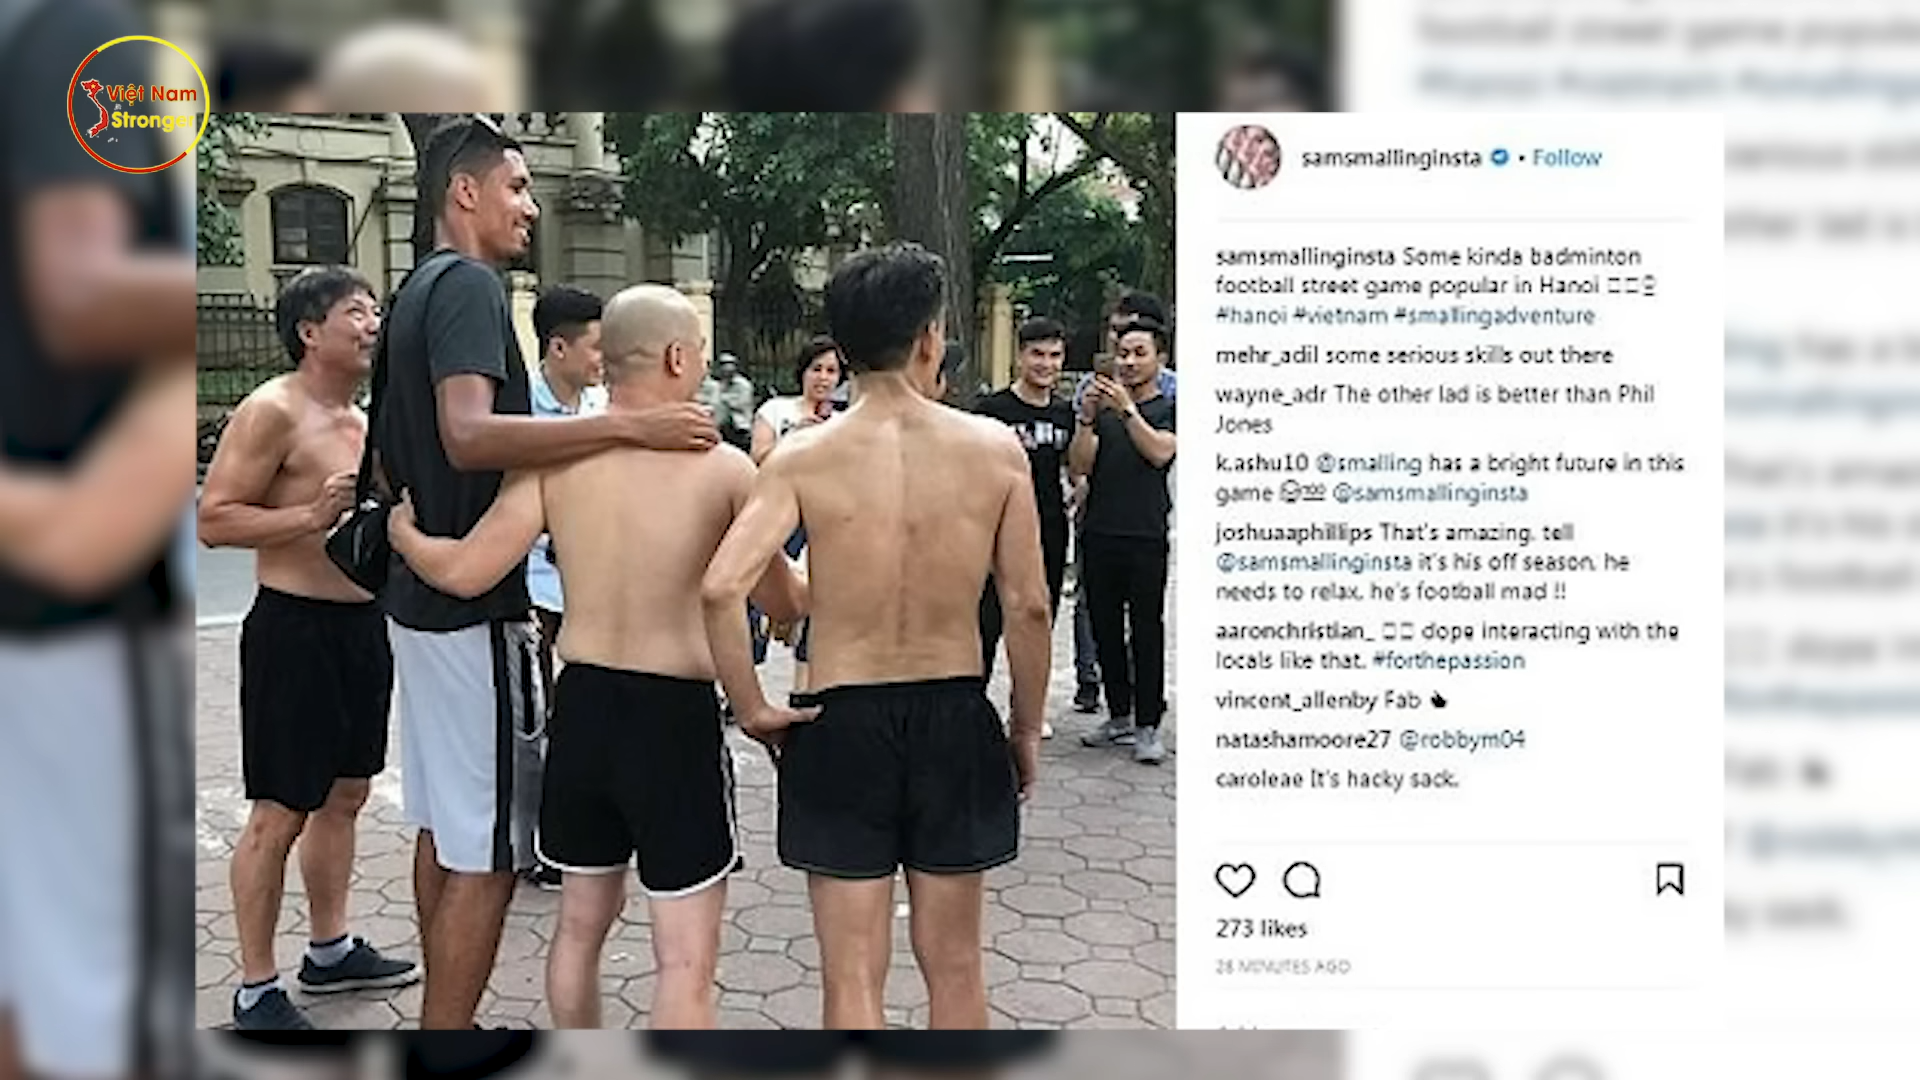 Việt Nam
Stronger
samsmallinginsta • Follow
samsmallinginsta Some kinda badminton
football street game popular in Hanoi
#hanoi #vietnam #smallingadventure
mehr_adil some serious skills out there
wayne_adr The other lad is better than Phil
Jones
k.ashu10 @smalling has a bright future in this
game 💯 @samsmallinginsta
joshuaaphillips That's amazing. tell
@samsmallinginsta it's his off season. he
needs to relax. he's football mad !!
aaronchristian_ dope interacting with the
locals like that. #forthepassion
vincent_allenby Fab
natashamoore27 @robbym04
caroleae It's hacky sack.
273 likes
28 MINUTES AGO